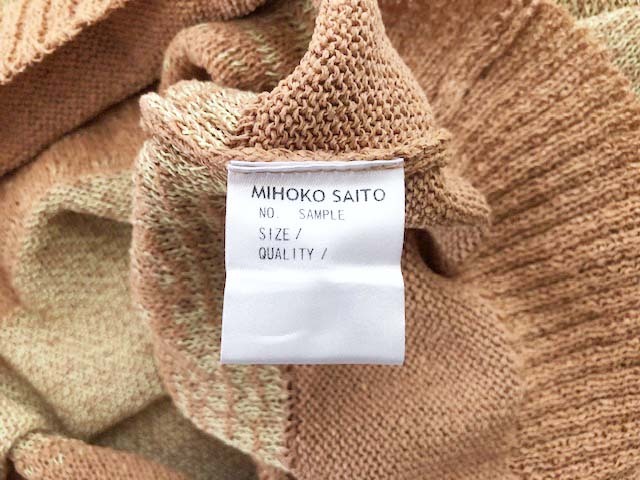 MIHOKO SAITO
NO. SAMPLE
SIZE /
QUALITY /